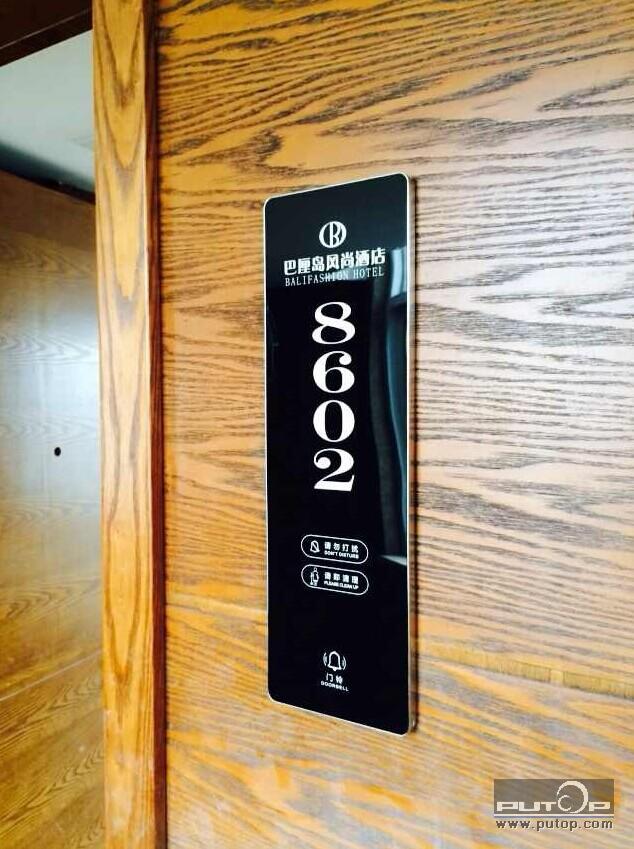 巴厘岛风尚酒店
BALIFASHION HOTEL
8602
请勿打扰
DON'T DISTURB
请即清理
PLEASE CLEAN UP
门铃
DOORBELL
PUTOP
www.putop.com